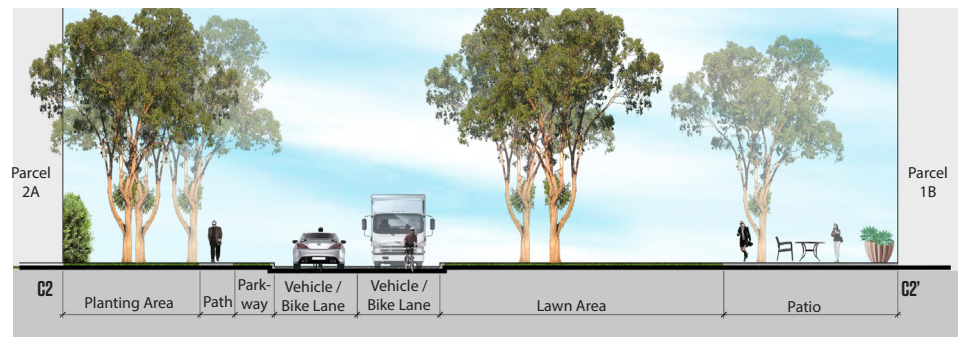 Parcel
2A
Parcel
1B
C2
Planting Area
Path
Park-
way
Vehicle /
Bike Lane
Vehicle /
Bike Lane
Lawn Area
Patio
C2'